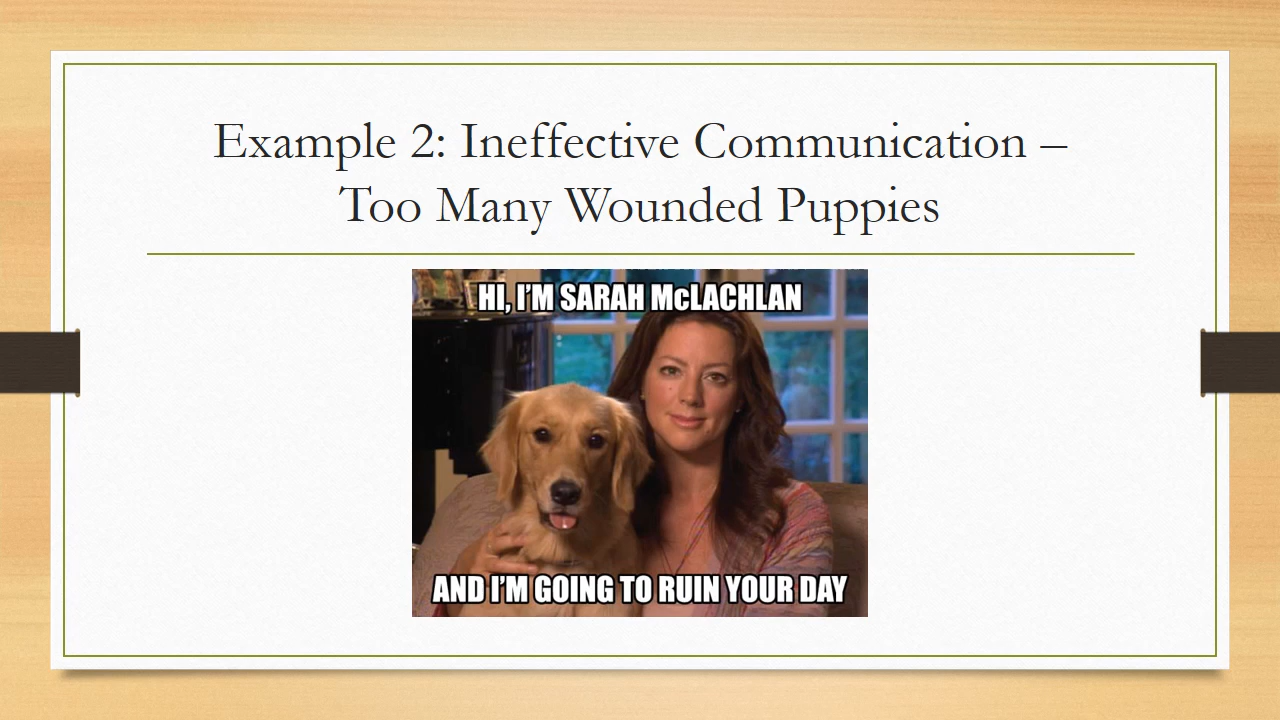 Example 2: Ineffective Communication –
Too Many Wounded Puppies
HI, I'M SARAH McLACHLAN
AND I'M GOING TO RUIN YOUR DAY